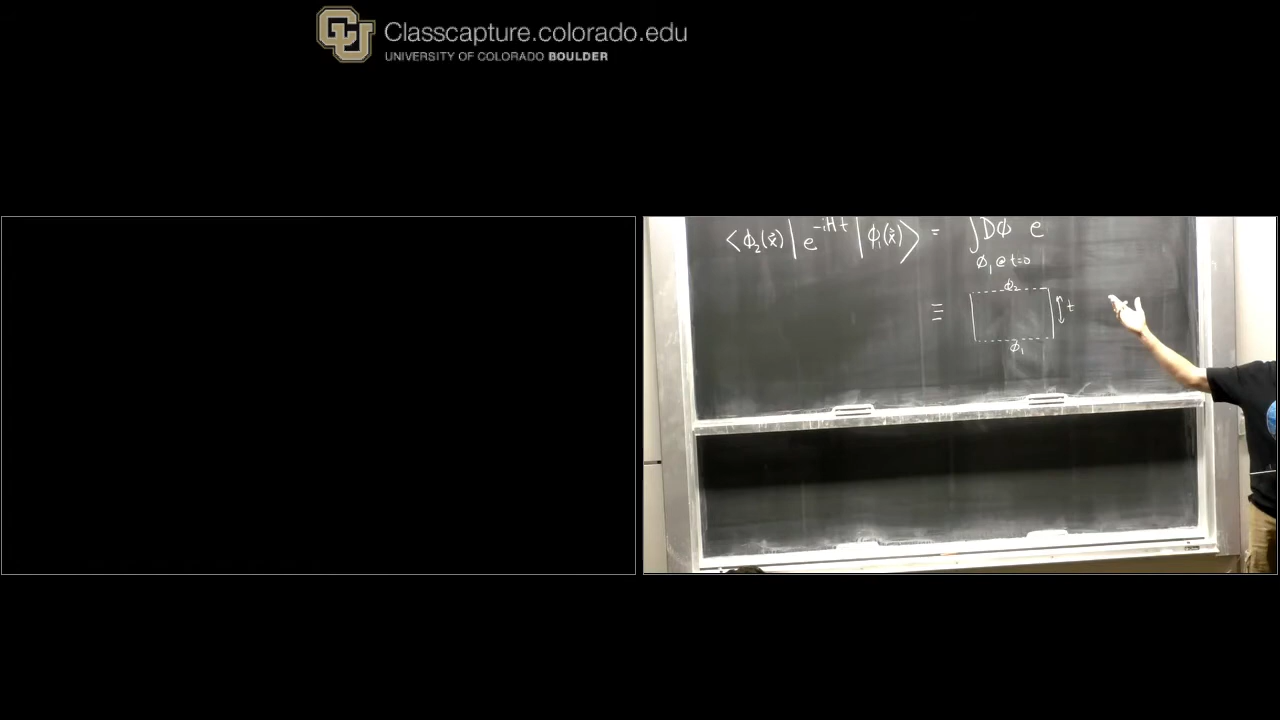 Classcapture.colorado.edu
UNIVERSITY OF COLORADO BOULDER
⟨ϕ₂(x⃗)| e^{-iHt} |ϕ₁(x⃗)⟩ = ∫Dϕ e
ϕ₁ @ t=0
ϕ₂
≡ t
ϕ₁